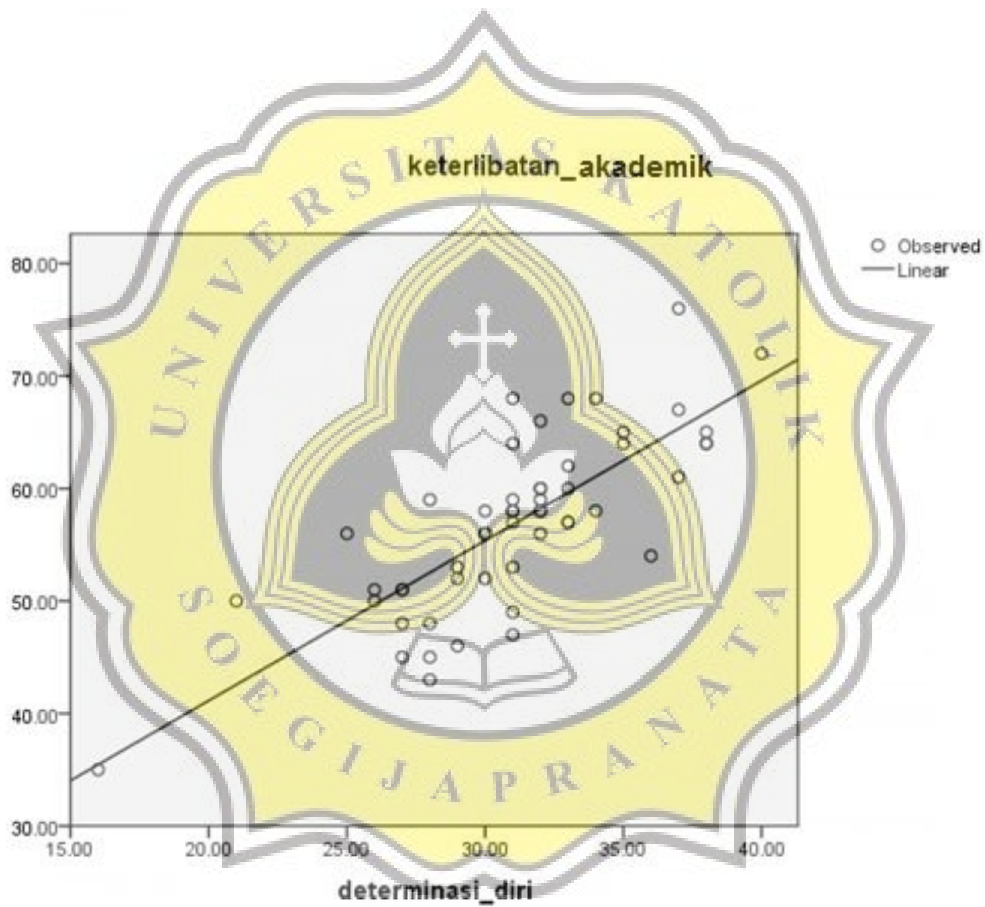 UNIVERSITAS KATOLIK
keterlibatan_akademik
Observed
Linear
80.00
70.00
60.00
50.00
40.00
30.00
15.00 20.00 25.00 30.00 35.00 40.00
determinasi_diri
SOEGIJAPRANATA